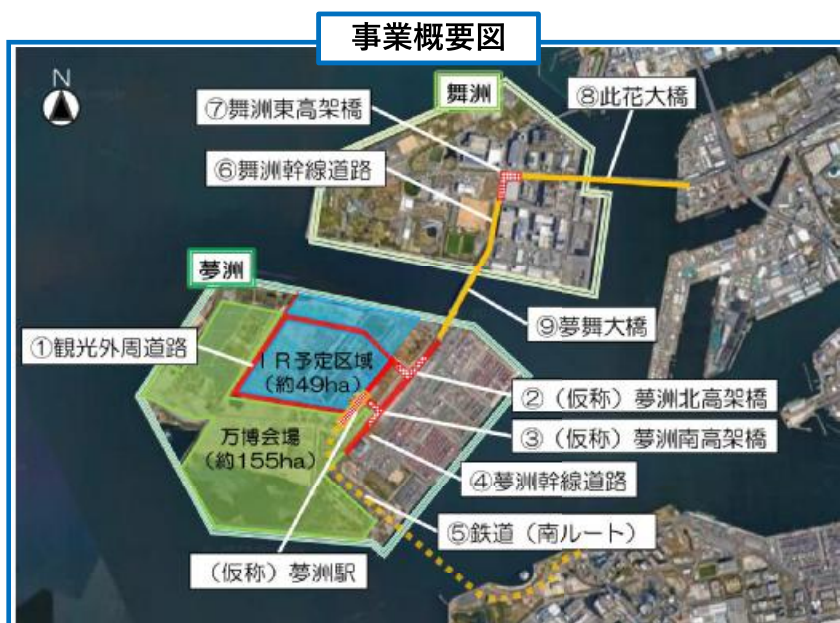 事業概要図
N
舞洲
⑧此花大橋
⑦舞洲東高架橋
⑥舞洲幹線道路
夢洲
①観光外周道路
⑨夢舞大橋
IR予定区域
(約49ha)
②(仮称)夢洲北高架橋
万博会場
(約155ha)
③(仮称)夢洲南高架橋
④夢洲幹線道路
⑤鉄道(南ルート)
(仮称)夢洲駅